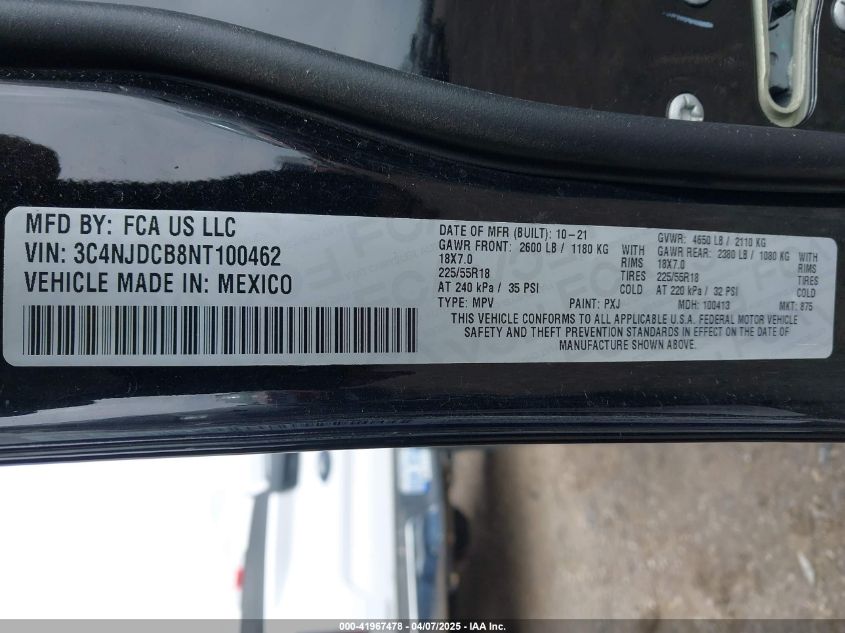 MFD BY: FCA US LLC
VIN: 3C4NJDCB8NT100462
VEHICLE MADE IN: MEXICO
DATE OF MFR (BUILT): 10-21 GVWR: 4650 LB / 2110 KG
GAWR FRONT: 2600 LB / 1180 KG WITH GAWR REAR: 2380 LB / 1080 KG WITH
18X7.0 RIMS 18X7.0 RIMS
225/55R18 TIRES 225/55R18 TIRES
AT 240 kPa / 35 PSI COLD AT 220 kPa / 32 PSI COLD
TYPE: MPV PAINT: PXJ MDH: 100413 MKT: 875
THIS VEHICLE CONFORMS TO ALL APPLICABLE U.S.A. FEDERAL MOTOR VEHICLE
SAFETY AND THEFT PREVENTION STANDARDS IN EFFECT ON THE DATE OF
MANUFACTURE SHOWN ABOVE.
000-41967478 - 04/07/2025 - IAA Inc.